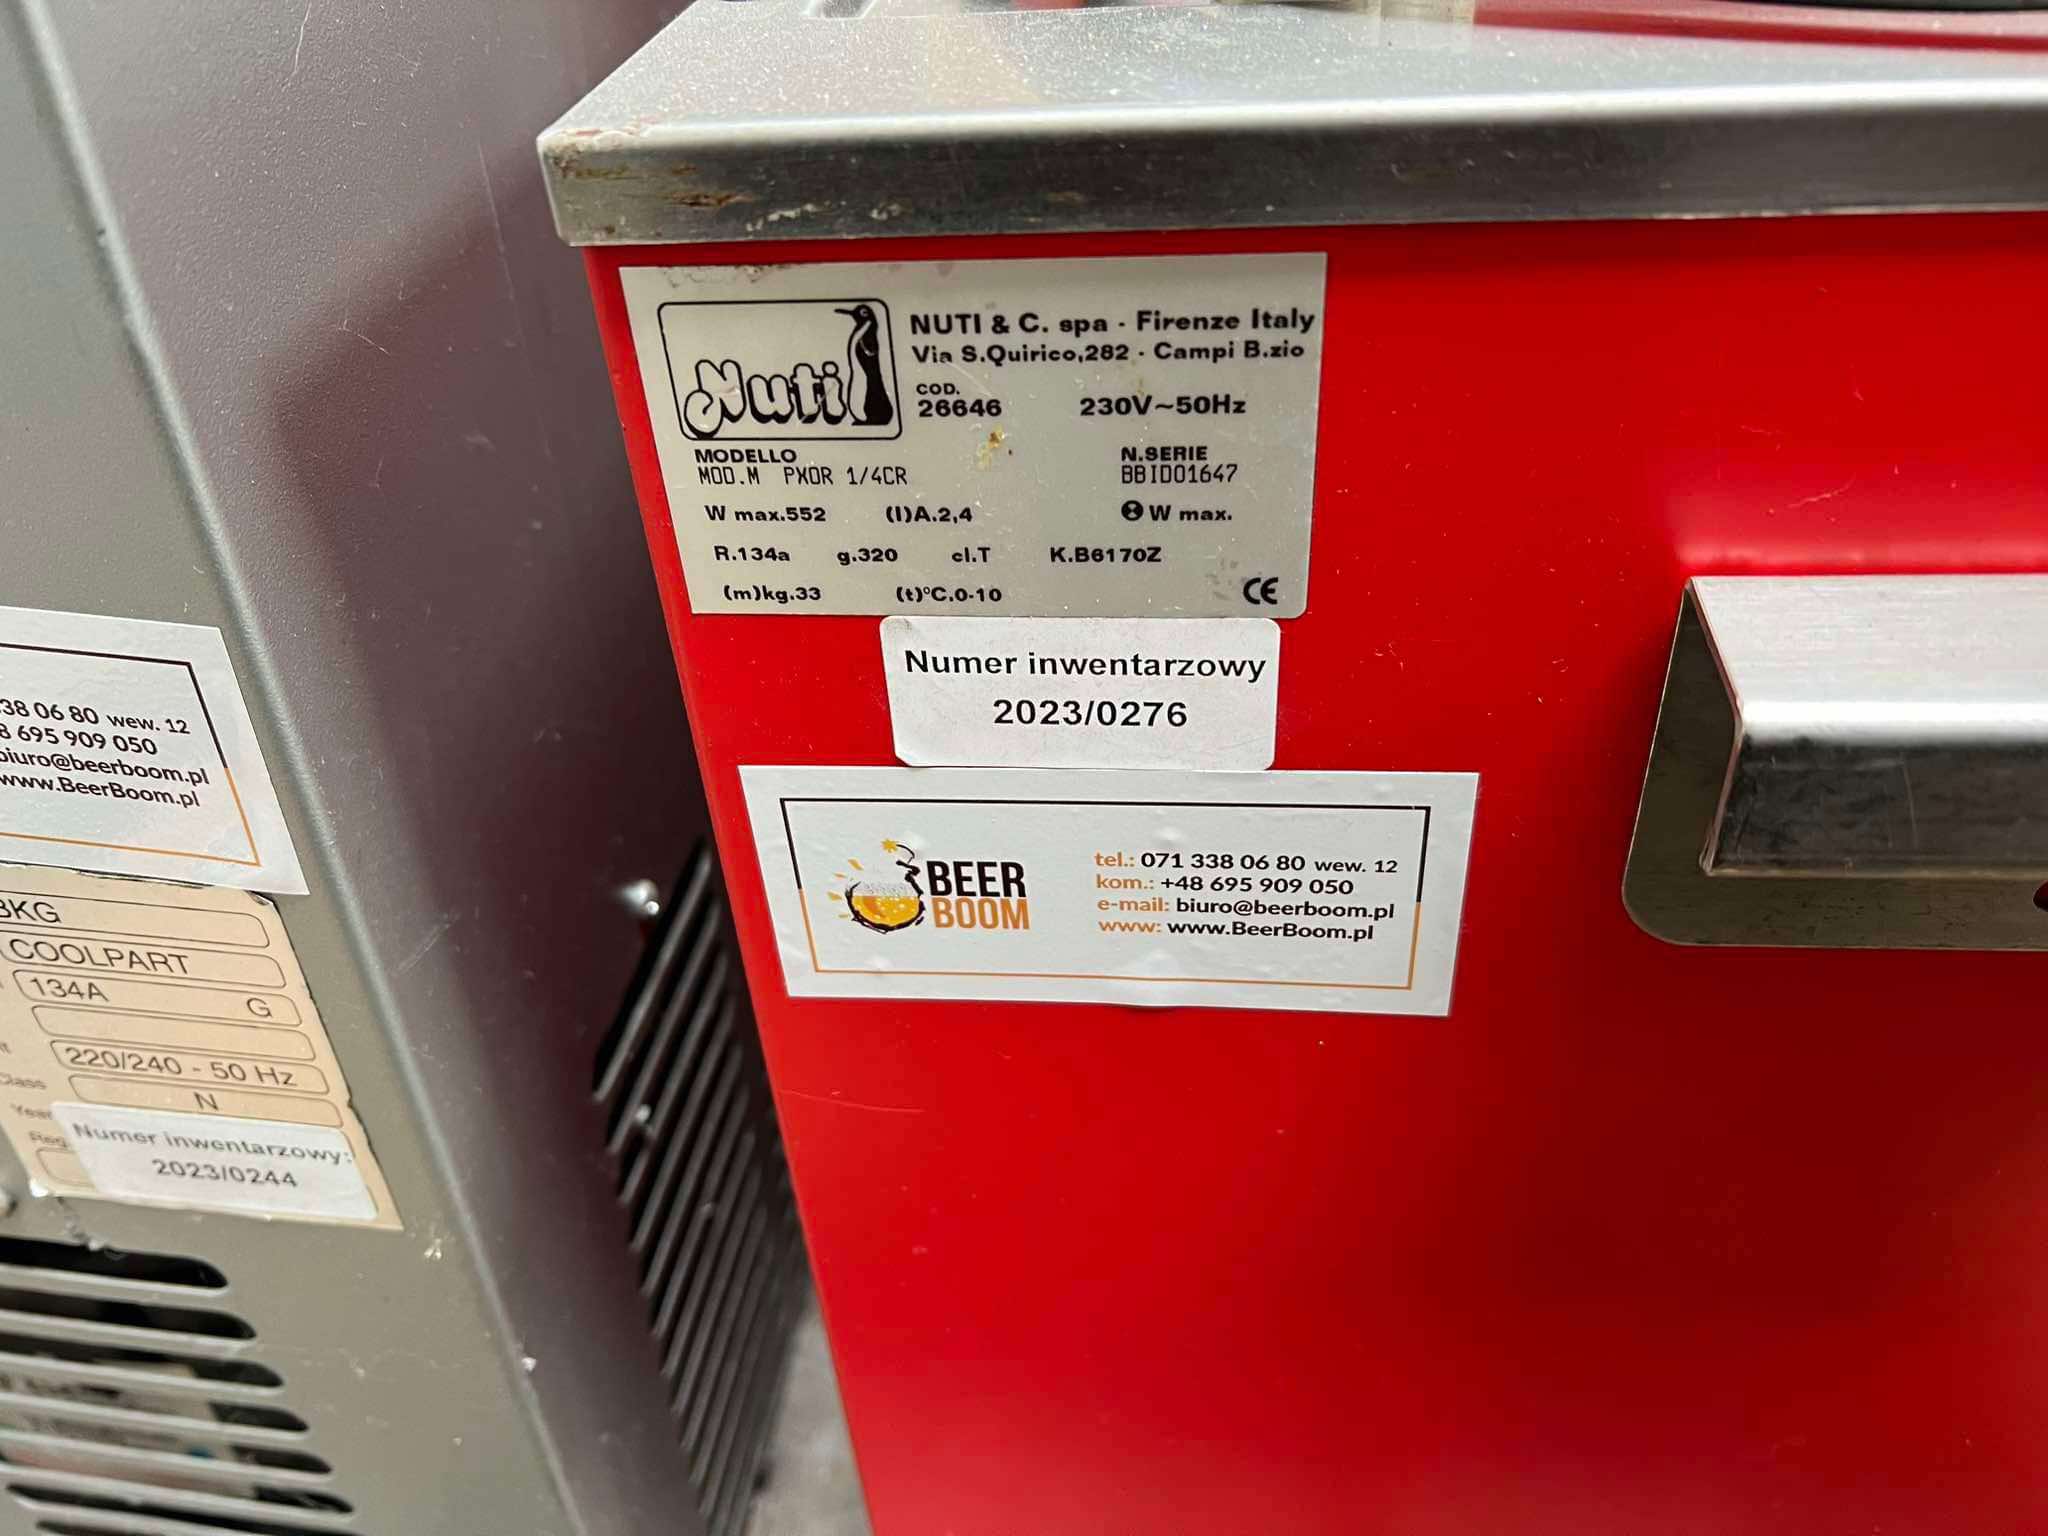 Nuti
NUTI & C. spa - Firenze Italy
Via S.Quirico,282 - Campi B.zio
COD.
26646 230V~50Hz
MODELLO N.SERIE
MOD.M PXOR 1/4CR BBID01647
W max.552 (I)A.2,4 W max.
R.134a g.320 cl.T K.B6170Z
(m)kg.33 (t)°C.0-10 CE
Numer inwentarzowy
2023/0276
BEER
BOOM
tel.: 071 338 06 80 wew. 12
kom.: +48 695 909 050
e-mail: biuro@beerboom.pl
www: www.BeerBoom.pl
38 06 80 wew. 12
8 695 909 050
biuro@beerboom.pl
www.BeerBoom.pl
KG
COOLPART
134A G
220/240 - 50 Hz
Class N
Year
Numer inwentarzowy:
2023/0244